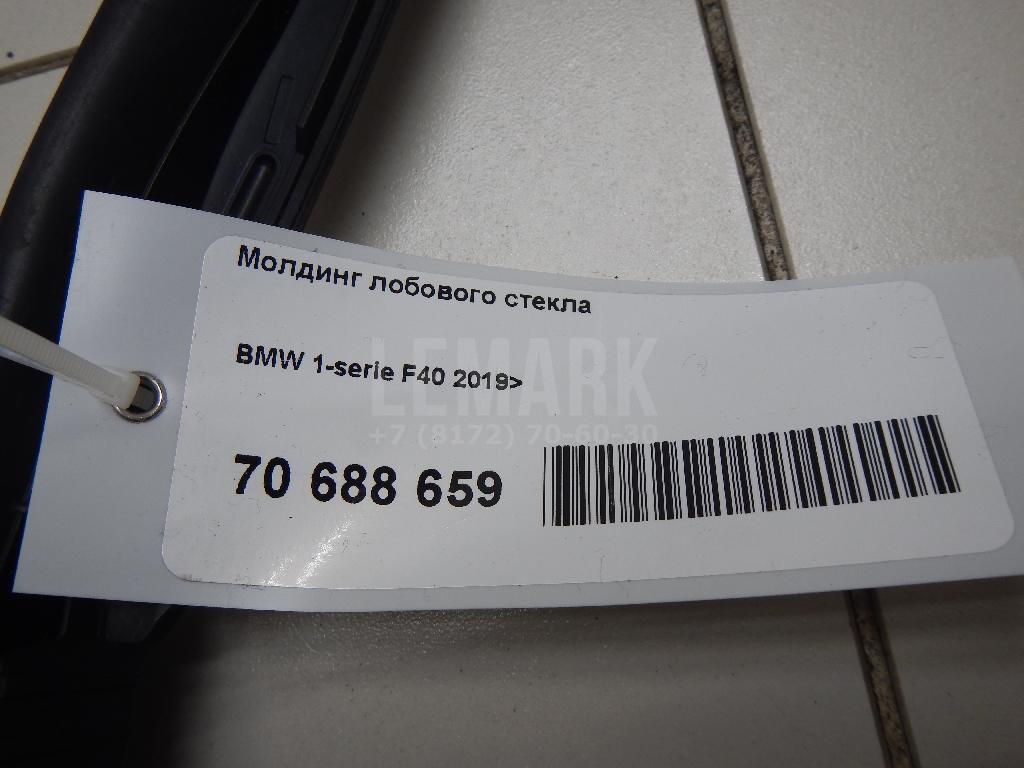 Молдинг лобового стекла
BMW 1-serie F40 2019>
LEMARK
+7 (8172) 70-60-30
70 688 659